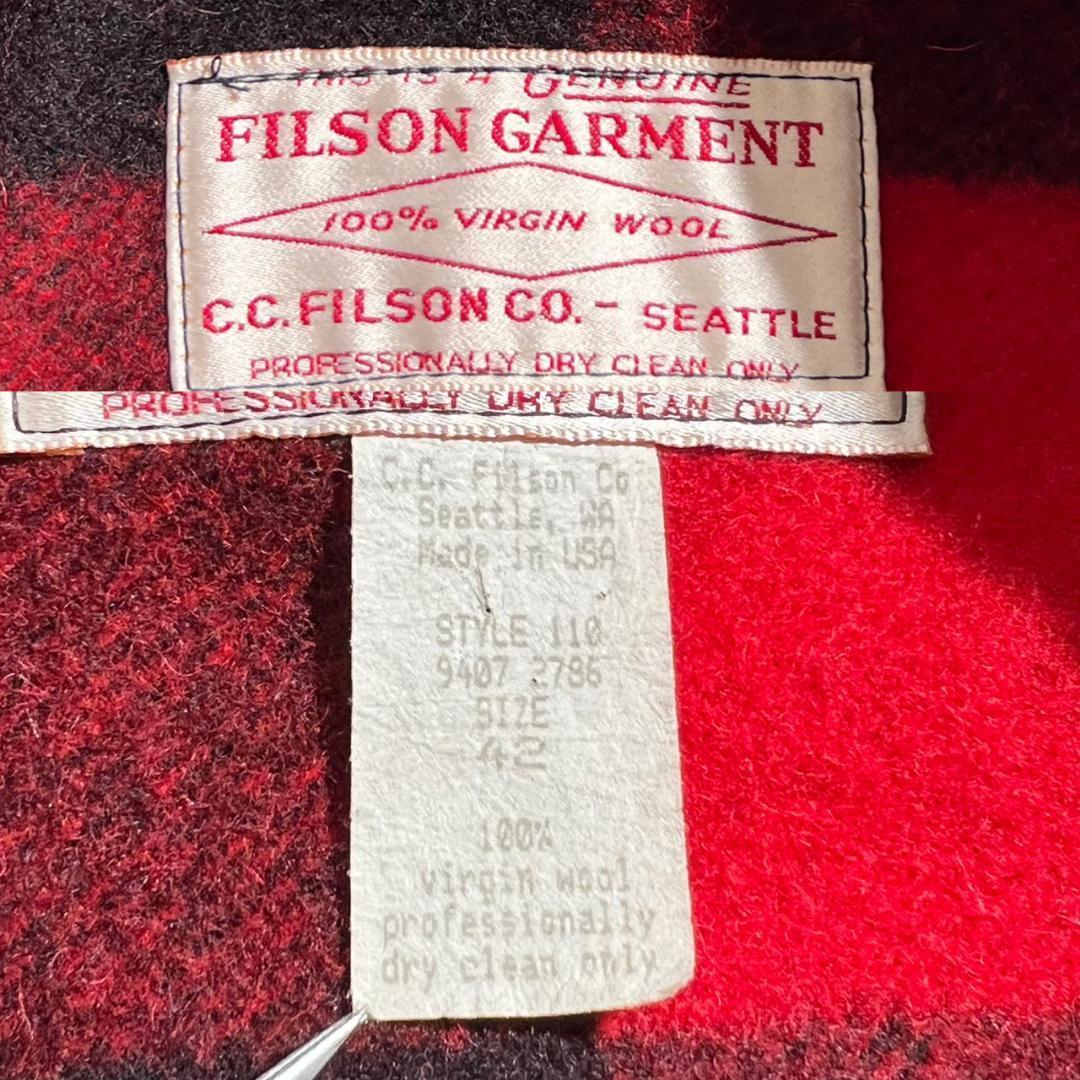 THIS IS A GENUINE
FILSON GARMENT
100% VIRGIN WOOL
C.C. FILSON CO. - SEATTLE
PROFESSIONALLY DRY CLEAN ONLY
PROFESSIONALLY DRY CLEAN ONLY
C.C. Filson Co
Seattle, WA
Made in USA
STYLE 110
9407 2786
SIZE
42
100%
virgin wool
professionally
dry clean only